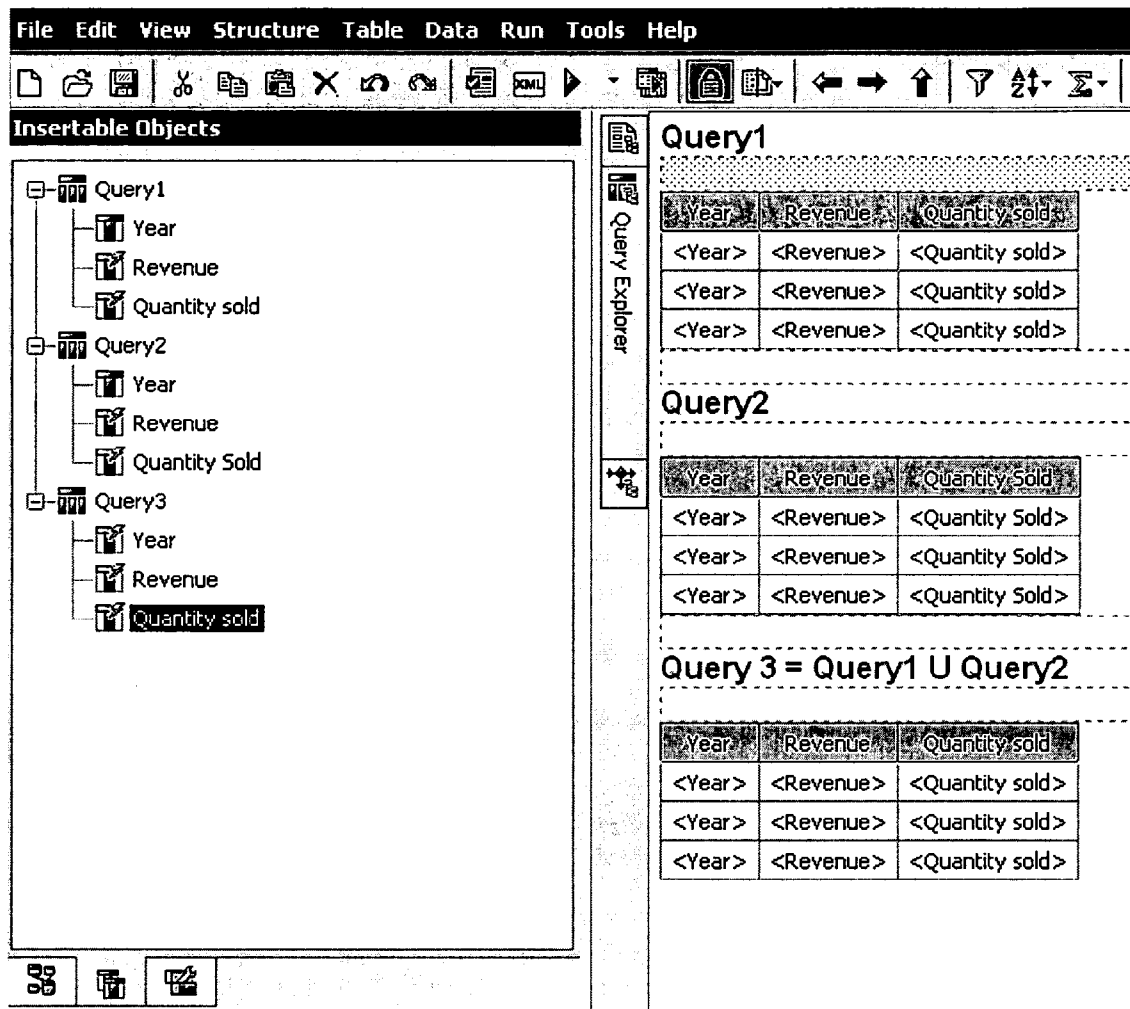 File Edit View Structure Table Data Run Tools Help
XML
Insertable Objects
Query1
Year
Revenue
Quantity sold
Query2
Year
Revenue
Quantity Sold
Query3
Year
Revenue
Quantity sold
Query Explorer
Query1
Year Revenue Quantity sold
<Year> <Revenue> <Quantity sold>
<Year> <Revenue> <Quantity sold>
<Year> <Revenue> <Quantity sold>
Query2
Year Revenue Quantity Sold
<Year> <Revenue> <Quantity Sold>
<Year> <Revenue> <Quantity Sold>
<Year> <Revenue> <Quantity Sold>
Query 3 = Query1 U Query2
Year Revenue Quantity sold
<Year> <Revenue> <Quantity sold>
<Year> <Revenue> <Quantity sold>
<Year> <Revenue> <Quantity sold>